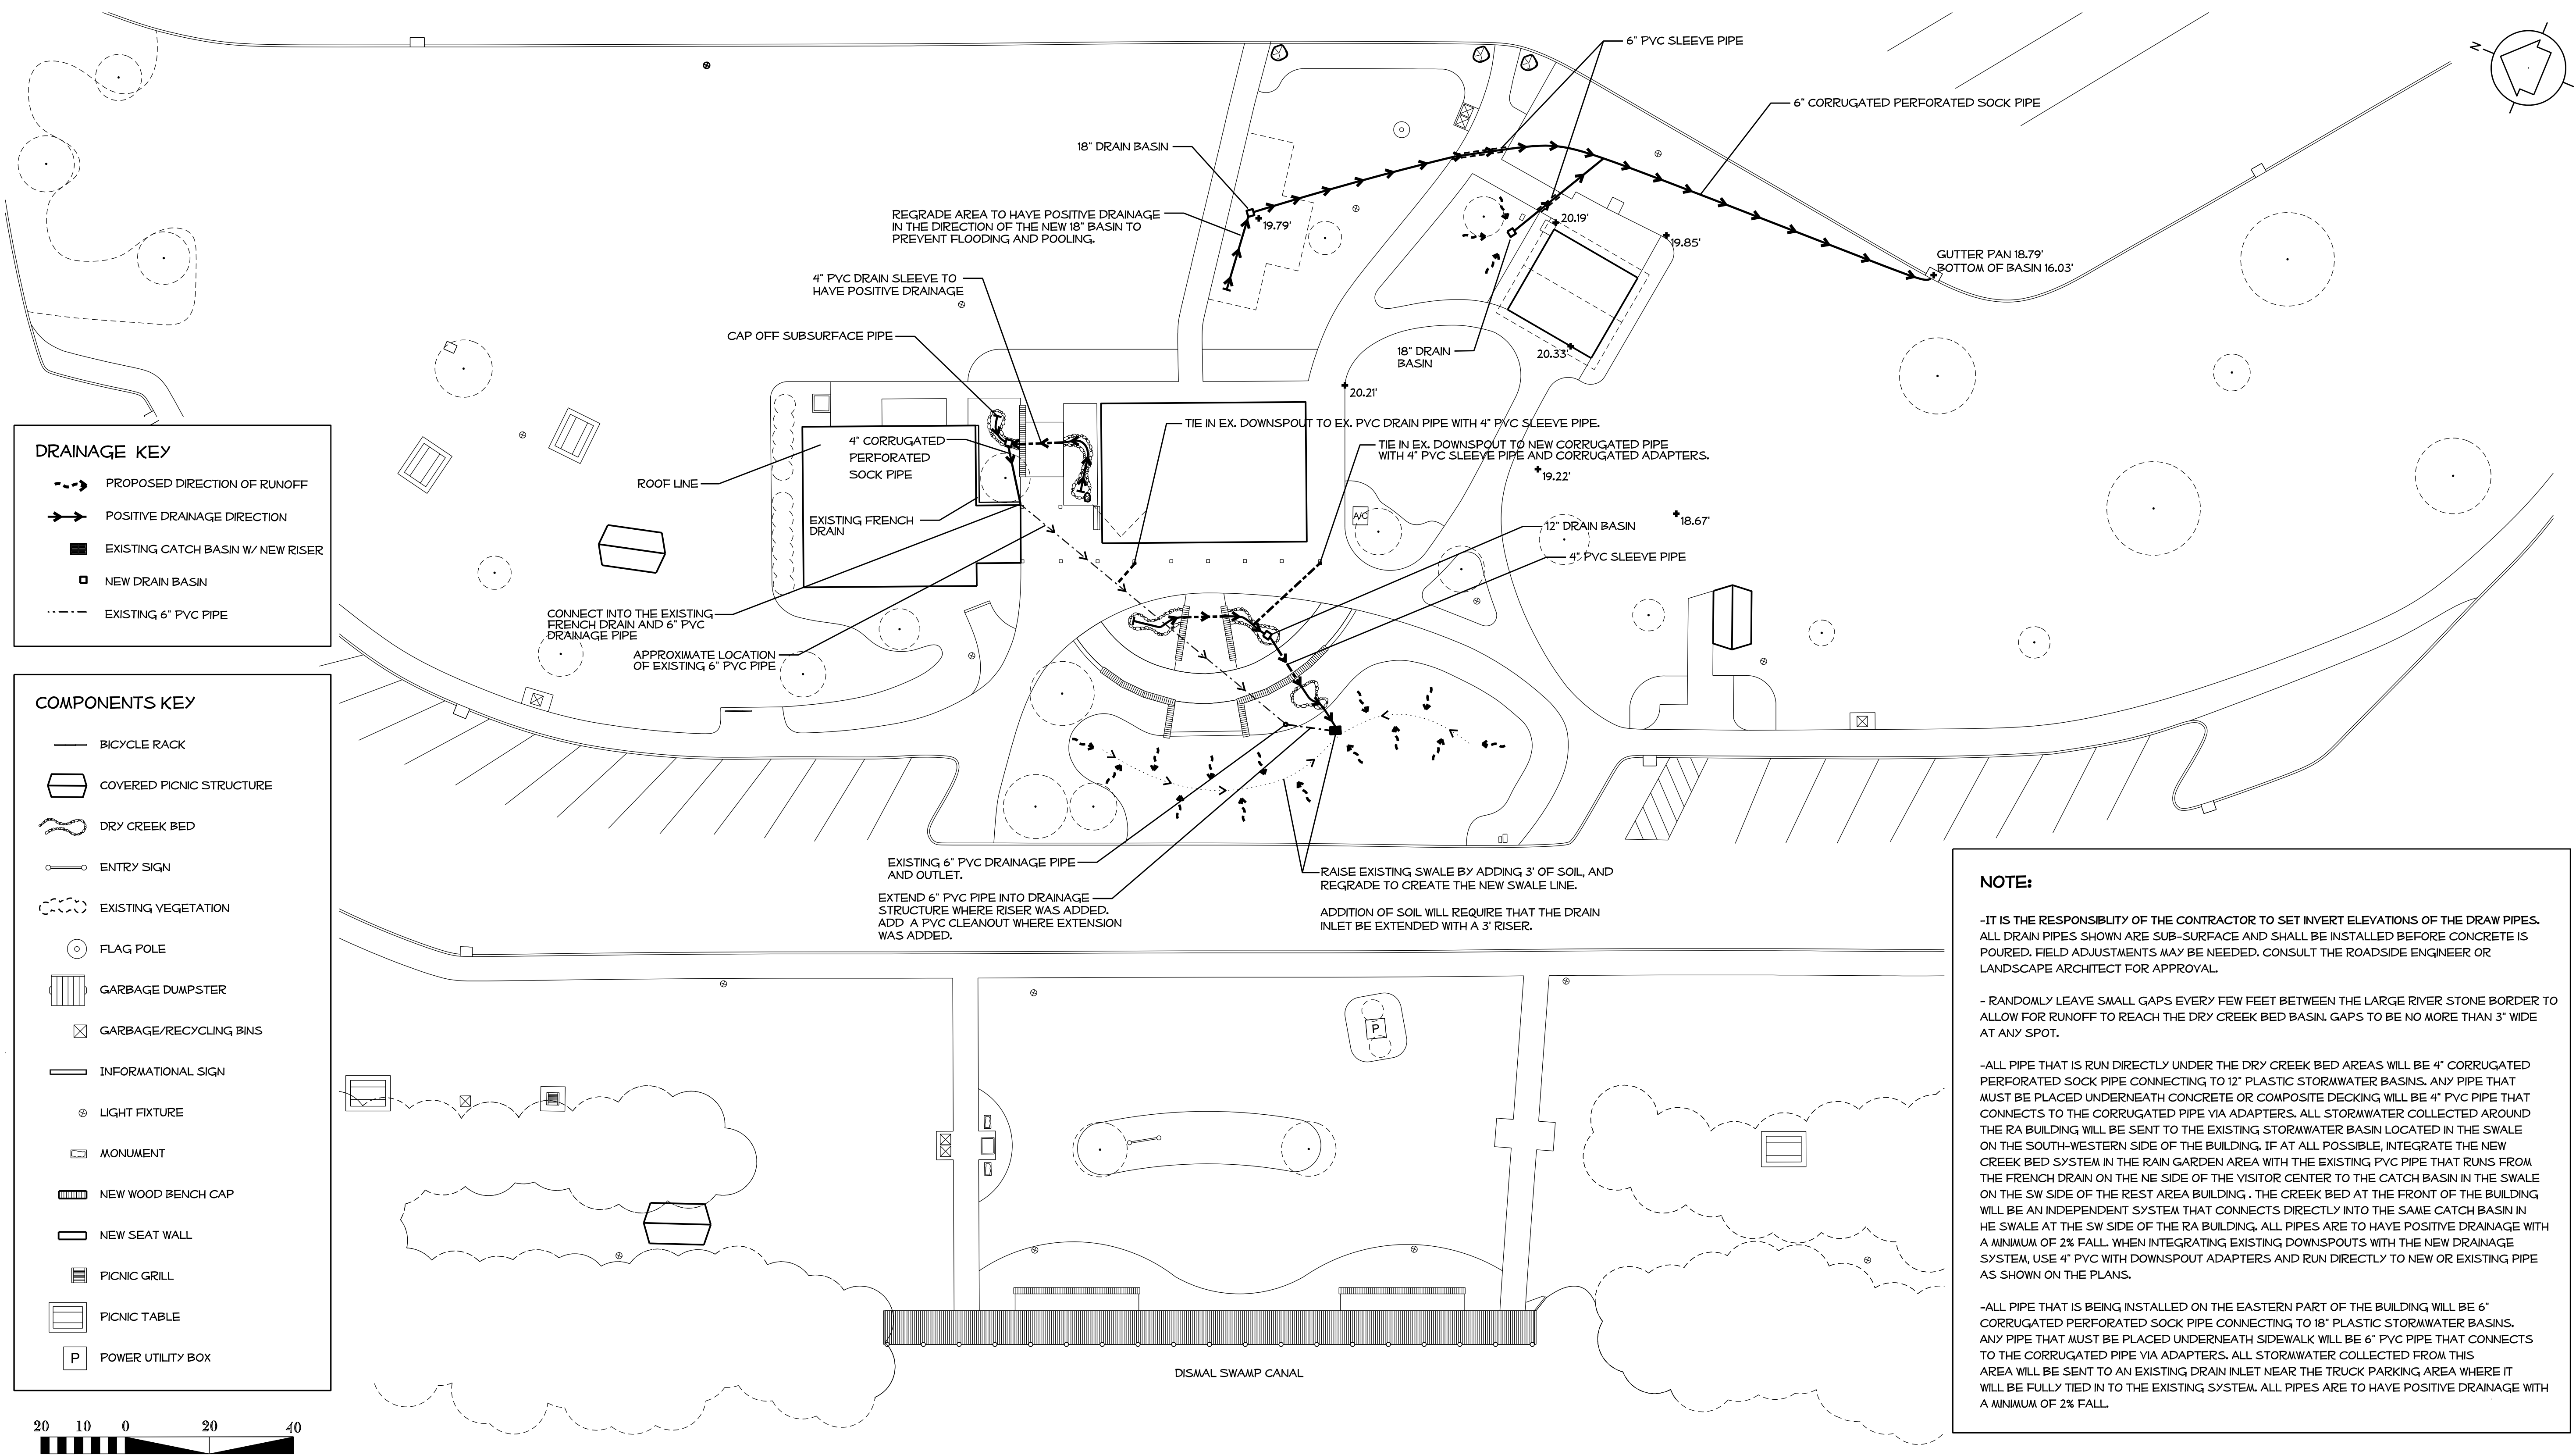 6" PVC SLEEVE PIPE
N
6" CORRUGATED PERFORATED SOCK PIPE
18" DRAIN BASIN
REGRADE AREA TO HAVE POSITIVE DRAINAGE
IN THE DIRECTION OF THE NEW 18" BASIN TO
PREVENT FLOODING AND POOLING.
19.79'
20.19'
19.85'
GUTTER PAN 18.79'
BOTTOM OF BASIN 16.03'
4" PVC DRAIN SLEEVE TO
HAVE POSITIVE DRAINAGE
CAP OFF SUBSURFACE PIPE
18" DRAIN
BASIN
20.33'
20.21'
TIE IN EX. DOWNSPOUT TO EX. PVC DRAIN PIPE WITH 4" PVC SLEEVE PIPE.
TIE IN EX. DOWNSPOUT TO NEW CORRUGATED PIPE
WITH 4" PVC SLEEVE PIPE AND CORRUGATED ADAPTERS.
4" CORRUGATED
PERFORATED
SOCK PIPE
19.22'
ROOF LINE
EXISTING FRENCH
DRAIN
A/C
18.67'
12" DRAIN BASIN
4" PVC SLEEVE PIPE
CONNECT INTO THE EXISTING
FRENCH DRAIN AND 6" PVC
DRAINAGE PIPE
APPROXIMATE LOCATION
OF EXISTING 6" PVC PIPE
DRAINAGE KEY
PROPOSED DIRECTION OF RUNOFF
POSITIVE DRAINAGE DIRECTION
EXISTING CATCH BASIN W/ NEW RISER
NEW DRAIN BASIN
EXISTING 6" PVC PIPE
COMPONENTS KEY
BICYCLE RACK
COVERED PICNIC STRUCTURE
DRY CREEK BED
ENTRY SIGN
EXISTING VEGETATION
FLAG POLE
GARBAGE DUMPSTER
GARBAGE/RECYCLING BINS
INFORMATIONAL SIGN
LIGHT FIXTURE
MONUMENT
NEW WOOD BENCH CAP
NEW SEAT WALL
PICNIC GRILL
PICNIC TABLE
P
POWER UTILITY BOX
20 10 0 20 40
EXISTING 6" PVC DRAINAGE PIPE
AND OUTLET.
EXTEND 6" PVC PIPE INTO DRAINAGE
STRUCTURE WHERE RISER WAS ADDED.
ADD A PVC CLEANOUT WHERE EXTENSION
WAS ADDED.
RAISE EXISTING SWALE BY ADDING 3' OF SOIL, AND
REGRADE TO CREATE THE NEW SWALE LINE.
ADDITION OF SOIL WILL REQUIRE THAT THE DRAIN
INLET BE EXTENDED WITH A 3' RISER.
P
DISMAL SWAMP CANAL
NOTE:
-IT IS THE RESPONSIBLITY OF THE CONTRACTOR TO SET INVERT ELEVATIONS OF THE DRAW PIPES.
ALL DRAIN PIPES SHOWN ARE SUB-SURFACE AND SHALL BE INSTALLED BEFORE CONCRETE IS
POURED. FIELD ADJUSTMENTS MAY BE NEEDED. CONSULT THE ROADSIDE ENGINEER OR
LANDSCAPE ARCHITECT FOR APPROVAL.
- RANDOMLY LEAVE SMALL GAPS EVERY FEW FEET BETWEEN THE LARGE RIVER STONE BORDER TO
ALLOW FOR RUNOFF TO REACH THE DRY CREEK BED BASIN. GAPS TO BE NO MORE THAN 3" WIDE
AT ANY SPOT.
-ALL PIPE THAT IS RUN DIRECTLY UNDER THE DRY CREEK BED AREAS WILL BE 4" CORRUGATED
PERFORATED SOCK PIPE CONNECTING TO 12" PLASTIC STORMWATER BASINS. ANY PIPE THAT
MUST BE PLACED UNDERNEATH CONCRETE OR COMPOSITE DECKING WILL BE 4" PVC PIPE THAT
CONNECTS TO THE CORRUGATED PIPE VIA ADAPTERS. ALL STORMWATER COLLECTED AROUND
THE RA BUILDING WILL BE SENT TO THE EXISTING STORMWATER BASIN LOCATED IN THE SWALE
ON THE SOUTH-WESTERN SIDE OF THE BUILDING. IF AT ALL POSSIBLE, INTEGRATE THE NEW
CREEK BED SYSTEM IN THE RAIN GARDEN AREA WITH THE EXISTING PVC PIPE THAT RUNS FROM
THE FRENCH DRAIN ON THE NE SIDE OF THE VISITOR CENTER TO THE CATCH BASIN IN THE SWALE
ON THE SW SIDE OF THE REST AREA BUILDING . THE CREEK BED AT THE FRONT OF THE BUILDING
WILL BE AN INDEPENDENT SYSTEM THAT CONNECTS DIRECTLY INTO THE SAME CATCH BASIN IN
HE SWALE AT THE SW SIDE OF THE RA BUILDING. ALL PIPES ARE TO HAVE POSITIVE DRAINAGE WITH
A MINIMUM OF 2% FALL. WHEN INTEGRATING EXISTING DOWNSPOUTS WITH THE NEW DRAINAGE
SYSTEM, USE 4" PVC WITH DOWNSPOUT ADAPTERS AND RUN DIRECTLY TO NEW OR EXISTING PIPE
AS SHOWN ON THE PLANS.
-ALL PIPE THAT IS BEING INSTALLED ON THE EASTERN PART OF THE BUILDING WILL BE 6"
CORRUGATED PERFORATED SOCK PIPE CONNECTING TO 18" PLASTIC STORMWATER BASINS.
ANY PIPE THAT MUST BE PLACED UNDERNEATH SIDEWALK WILL BE 6" PVC PIPE THAT CONNECTS
TO THE CORRUGATED PIPE VIA ADAPTERS. ALL STORMWATER COLLECTED FROM THIS
AREA WILL BE SENT TO AN EXISTING DRAIN INLET NEAR THE TRUCK PARKING AREA WHERE IT
WILL BE FULLY TIED IN TO THE EXISTING SYSTEM. ALL PIPES ARE TO HAVE POSITIVE DRAINAGE WITH
A MINIMUM OF 2% FALL.